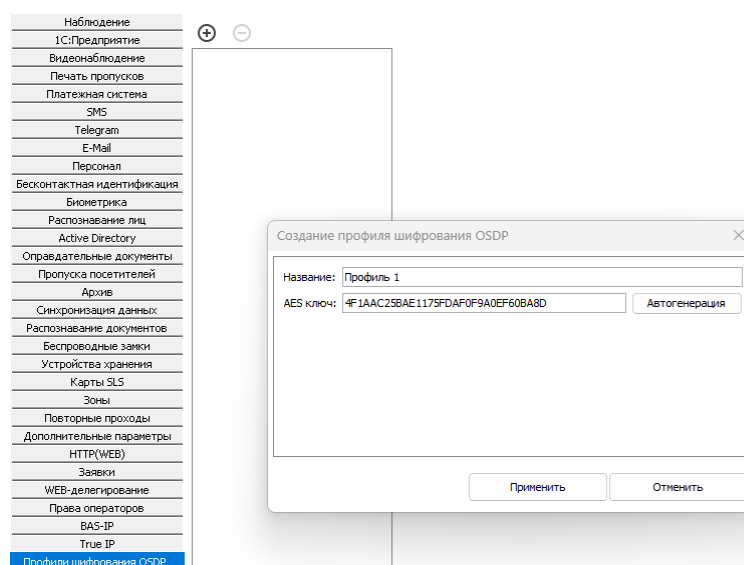 Наблюдение
1С:Предприятие
Видеонаблюдение
Печать пропусков
Платежная система
SMS
Telegram
E-Mail
Персонал
Бесконтактная идентификация
Биометрика
Распознавание лиц
Active Directory
Оправдательные документы
Пропуска посетителей
Архив
Синхронизация данных
Распознавание документов
Беспроводные замки
Устройства хранения
Карты SLS
Зоны
Повторные проходы
Дополнительные параметры
HTTP(WEB)
Заявки
WEB-делегирование
Права операторов
BAS-IP
True IP
Профили шифрования OSDP
Создание профиля шифрования OSDP
Название: Профиль 1
AES ключ: 4F1AAC25BAE1175FDAF0F9A0EF60BA8D Автогенерация
Применить Отменить